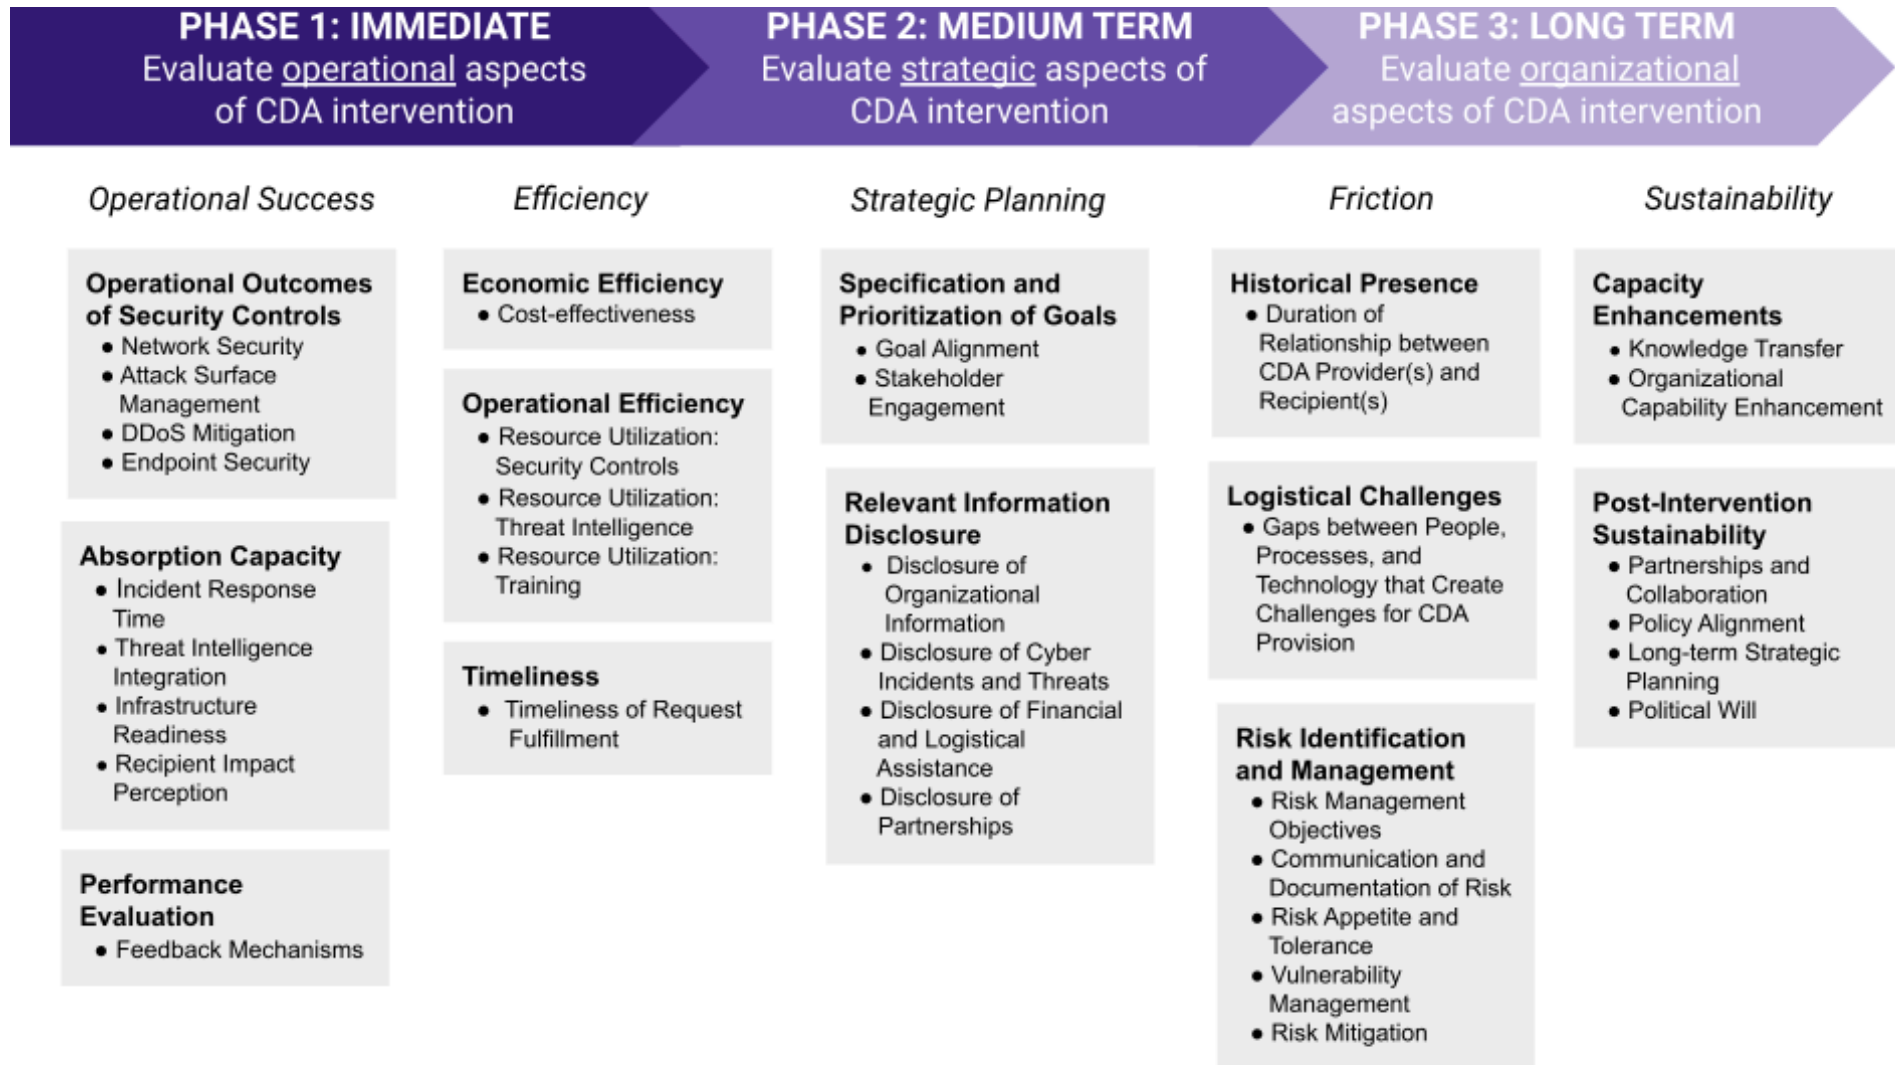 PHASE 1: IMMEDIATE
Evaluate operational aspects
of CDA intervention
PHASE 2: MEDIUM TERM
Evaluate strategic aspects of
CDA intervention
PHASE 3: LONG TERM
Evaluate organizational
aspects of CDA intervention
Operational Success
Operational Outcomes
of Security Controls
● Network Security
● Attack Surface
Management
● DDoS Mitigation
● Endpoint Security
Absorption Capacity
● Incident Response
Time
● Threat Intelligence
Integration
● Infrastructure
Readiness
● Recipient Impact
Perception
Performance
Evaluation
● Feedback Mechanisms
Efficiency
Economic Efficiency
● Cost-effectiveness
Operational Efficiency
● Resource Utilization:
Security Controls
● Resource Utilization:
Threat Intelligence
● Resource Utilization:
Training
Timeliness
● Timeliness of Request
Fulfillment
Strategic Planning
Specification and
Prioritization of Goals
● Goal Alignment
● Stakeholder
Engagement
Relevant Information
Disclosure
● Disclosure of
Organizational
Information
● Disclosure of Cyber
Incidents and Threats
● Disclosure of Financial
and Logistical
Assistance
● Disclosure of
Partnerships
Friction
Historical Presence
● Duration of
Relationship between
CDA Provider(s) and
Recipient(s)
Logistical Challenges
● Gaps between People,
Processes, and
Technology that Create
Challenges for CDA
Provision
Risk Identification
and Management
● Risk Management
Objectives
● Communication and
Documentation of Risk
● Risk Appetite and
Tolerance
● Vulnerability
Management
● Risk Mitigation
Sustainability
Capacity
Enhancements
● Knowledge Transfer
● Organizational
Capability Enhancement
Post-Intervention
Sustainability
● Partnerships and
Collaboration
● Policy Alignment
● Long-term Strategic
Planning
● Political Will